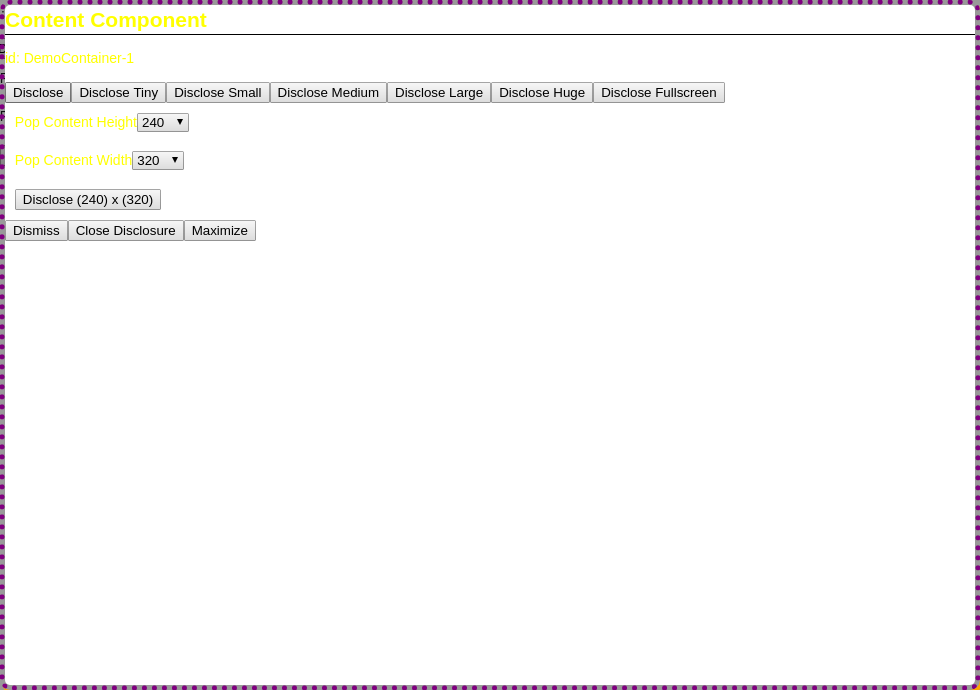 Content Component
id: DemoContainer-1
Disclose Disclose Tiny Disclose Small Disclose Medium Disclose Large Disclose Huge Disclose Fullscreen
Pop Content Height 240
Pop Content Width 320
Disclose (240) x (320)
Dismiss Close Disclosure Maximize